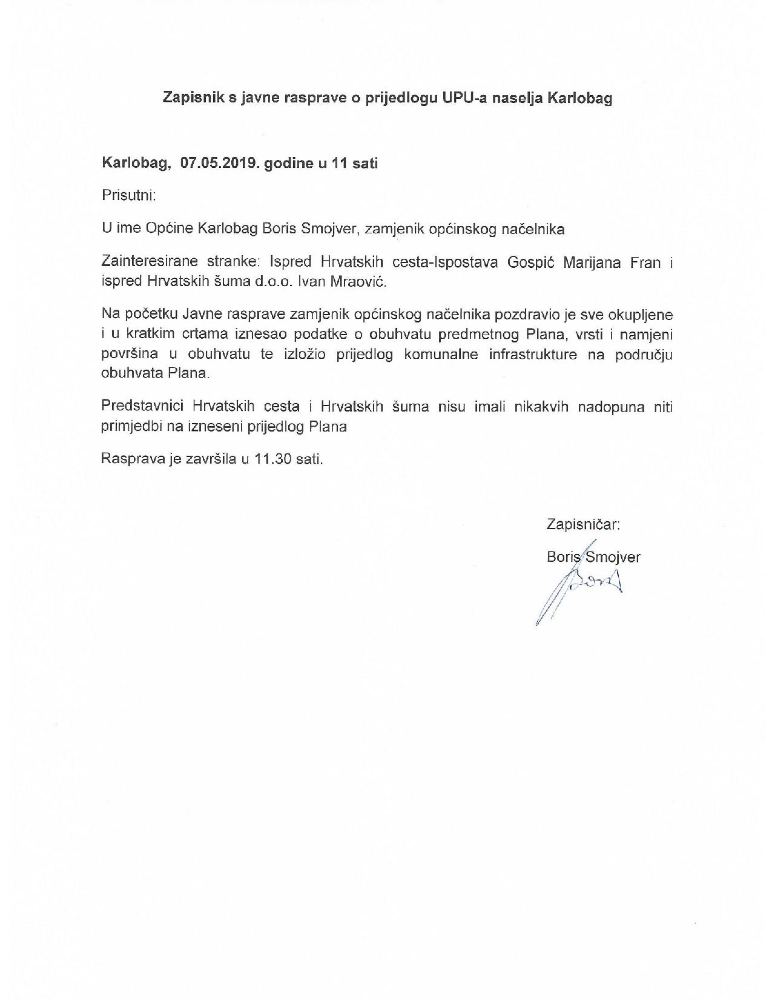 Zapisnik s javne rasprave o prijedlogu UPU-a naselja Karlobag
Karlobag, 07.05.2019. godine u 11 sati
Prisutni:
U ime Općine Karlobag Boris Smojver, zamjenik općinskog načelnika
Zainteresirane stranke: Ispred Hrvatskih cesta-Ispostava Gospić Marijana Fran i
ispred Hrvatskih šuma d.o.o. Ivan Mraović.
Na početku Javne rasprave zamjenik općinskog načelnika pozdravio je sve okupljene
i u kratkim crtama iznesao podatke o obuhvatu predmetnog Plana, vrsti i namjeni
površina u obuhvatu te izložio prijedlog komunalne infrastrukture na području
obuhvata Plana.
Predstavnici Hrvatskih cesta i Hrvatskih šuma nisu imali nikakvih nadopuna niti
primjedbi na izneseni prijedlog Plana
Rasprava je završila u 11.30 sati.
Zapisničar:
Boris Smojver